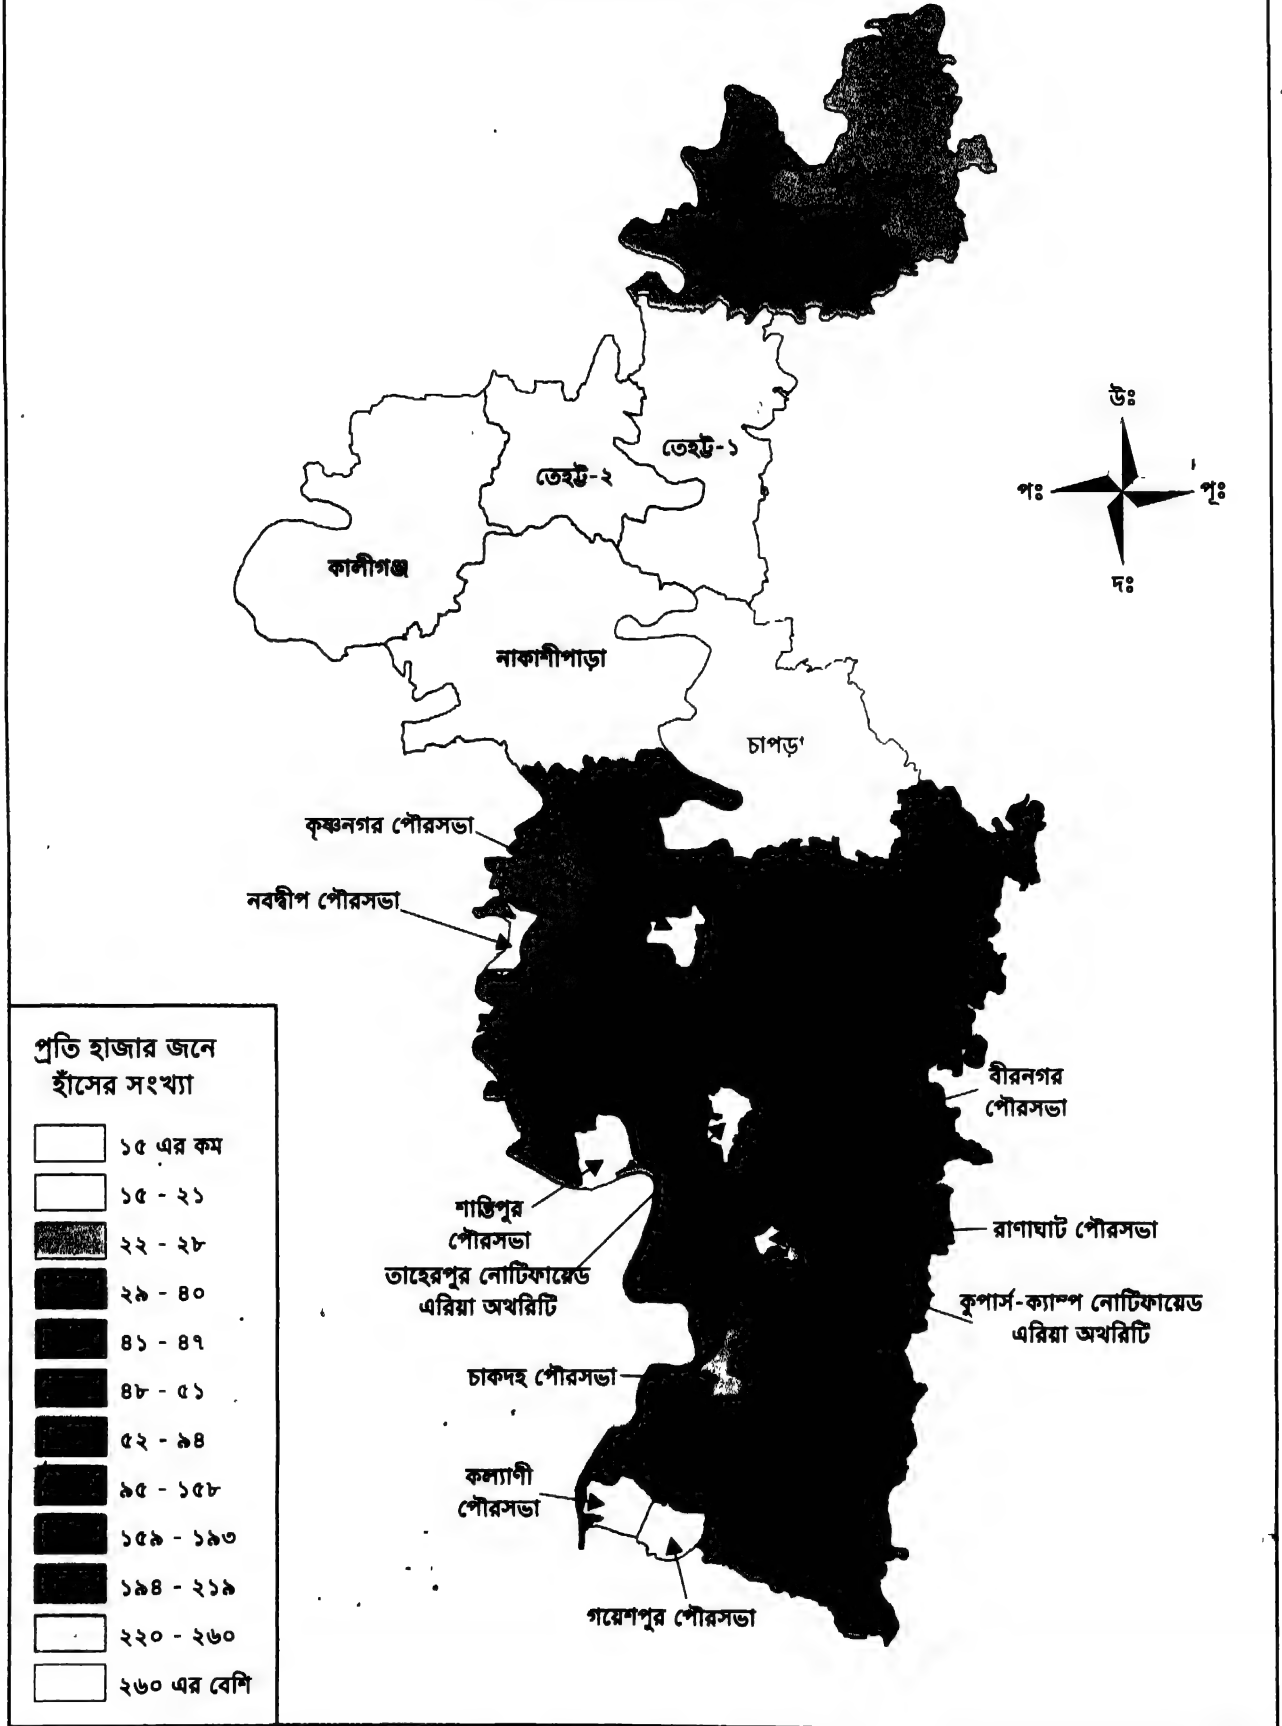 উঃ
পঃ
পূঃ
দঃ
তেহট্ট-১
তেহট্ট-২
কালীগঞ্জ
নাকাশীপাড়া
চাপড়া
কৃষ্ণনগর পৌরসভা
নবদ্বীপ পৌরসভা
বীরনগর
পৌরসভা
শান্তিপুর
পৌরসভা
রাণাঘাট পৌরসভা
তাহেরপুর নোটিফায়েড
এরিয়া অথরিটি
কুপার্স-ক্যাম্প নোটিফায়েড
এরিয়া অথরিটি
চাকদহ পৌরসভা
কল্যাণী
পৌরসভা
গয়েশপুর পৌরসভা
প্রতি হাজার জনে
হাঁসের সংখ্যা
১৫ এর কম
১৫ - ২১
২২ - ২৮
২৯ - ৪০
৪১ - ৪৭
৪৮ - ৫১
৫২ - ৯৪
৯৫ - ১৫৮
১৫৯ - ১৯৩
১৯৪ - ২১৯
২২০ - ২৬০
২৬০ এর বেশি